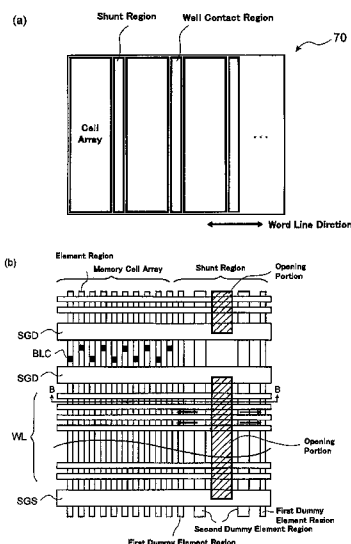 (a)
Shunt Region
Well Contact Region
70
Cell
Array
...
Word Line Dirction
(b)
Element Region
Memory Cell Array
Shunt Region
Opening
Portion
SGD
BLC
SGD
B
B
WL
Opening
Portion
SGS
First Dummy
Element Region
Second Dummy Element Region
First Dummy Element Region